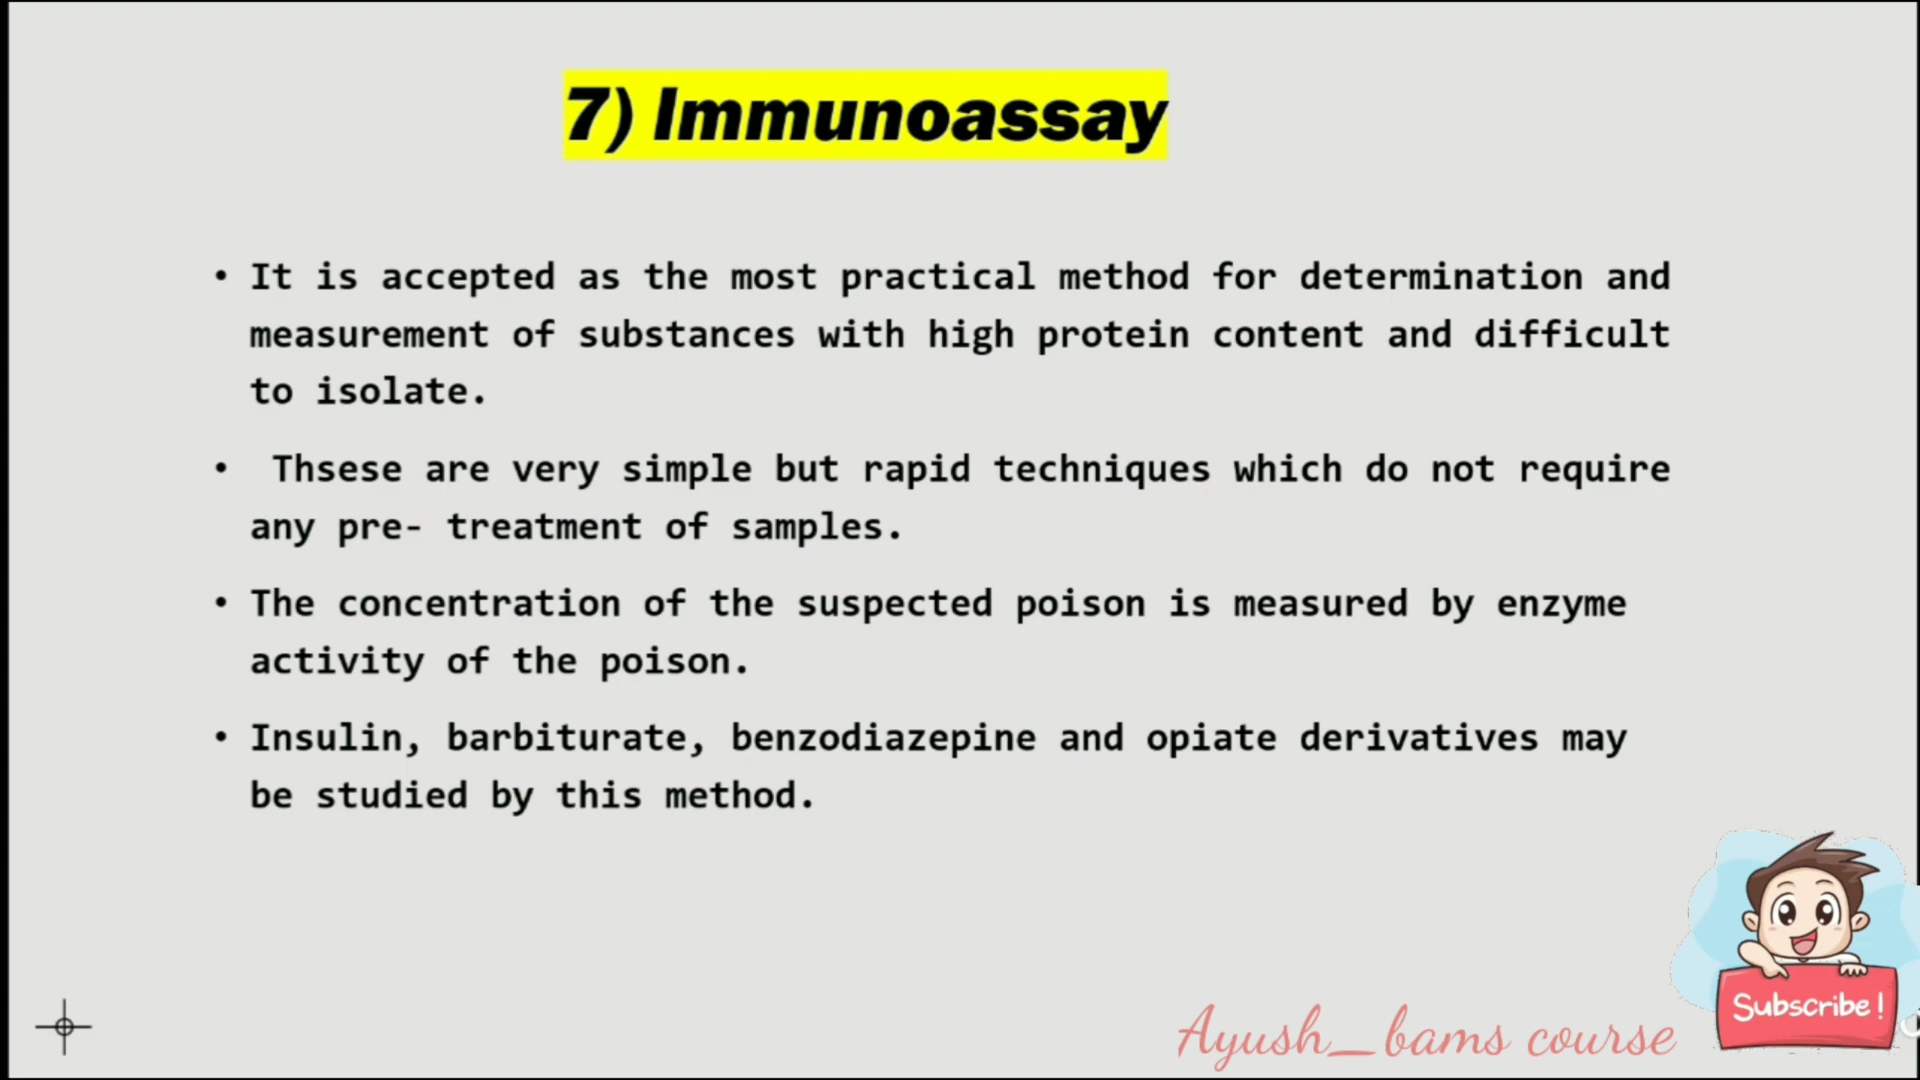 7) Immunoassay
• It is accepted as the most practical method for determination and
measurement of substances with high protein content and difficult
to isolate.
• Thsese are very simple but rapid techniques which do not require
any pre- treatment of samples.
• The concentration of the suspected poison is measured by enzyme
activity of the poison.
• Insulin, barbiturate, benzodiazepine and opiate derivatives may
be studied by this method.
Subscribe!
Ayush_bams course